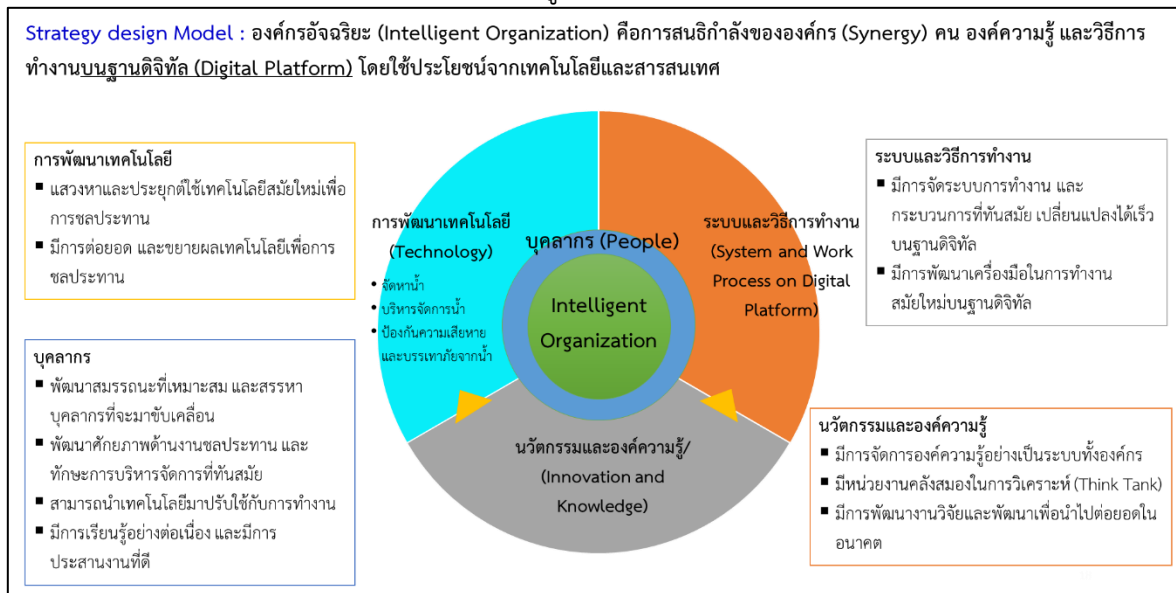 Strategy design Model : องค์กรอัจฉริยะ (Intelligent Organization) คือการสนธิกำลังขององค์กร (Synergy) คน องค์ความรู้ และวิธีการ
ทำงานบนฐานดิจิทัล (Digital Platform) โดยใช้ประโยชน์จากเทคโนโลยีและสารสนเทศ
การพัฒนาเทคโนโลยี
▪ แสวงหาและประยุกต์ใช้เทคโนโลยีสมัยใหม่เพื่อ
การชลประทาน
▪ มีการต่อยอด และขยายผลเทคโนโลยีเพื่อการ
ชลประทาน
บุคลากร
▪ พัฒนาสมรรถนะที่เหมาะสม และสรรหา
บุคลากรที่จะมาขับเคลื่อน
▪ พัฒนาศักยภาพด้านงานชลประทาน และ
ทักษะการบริหารจัดการที่ทันสมัย
▪ สามารถนำเทคโนโลยีมาปรับใช้กับการทำงาน
▪ มีการเรียนรู้อย่างต่อเนื่อง และมีการ
ประสานงานที่ดี
การพัฒนาเทคโนโลยี
(Technology)
• จัดหาน้ำ
• บริหารจัดการน้ำ
• ป้องกันความเสียหาย
และบรรเทาภัยจากน้ำ
บุคลากร (People)
Intelligent
Organization
ระบบและวิธีการทำงาน
(System and Work
Process on Digital
Platform)
นวัตกรรมและองค์ความรู้/
(Innovation and
Knowledge)
ระบบและวิธีการทำงาน
▪ มีการจัดระบบการทำงาน และ
กระบวนการที่ทันสมัย เปลี่ยนแปลงได้เร็ว
บนฐานดิจิทัล
▪ มีการพัฒนาเครื่องมือในการทำงาน
สมัยใหม่บนฐานดิจิทัล
นวัตกรรมและองค์ความรู้
▪ มีการจัดการองค์ความรู้อย่างเป็นระบบทั้งองค์กร
▪ มีหน่วยงานคลังสมองในการวิเคราะห์ (Think Tank)
▪ มีการพัฒนางานวิจัยและพัฒนาเพื่อนำไปต่อยอดใน
อนาคต